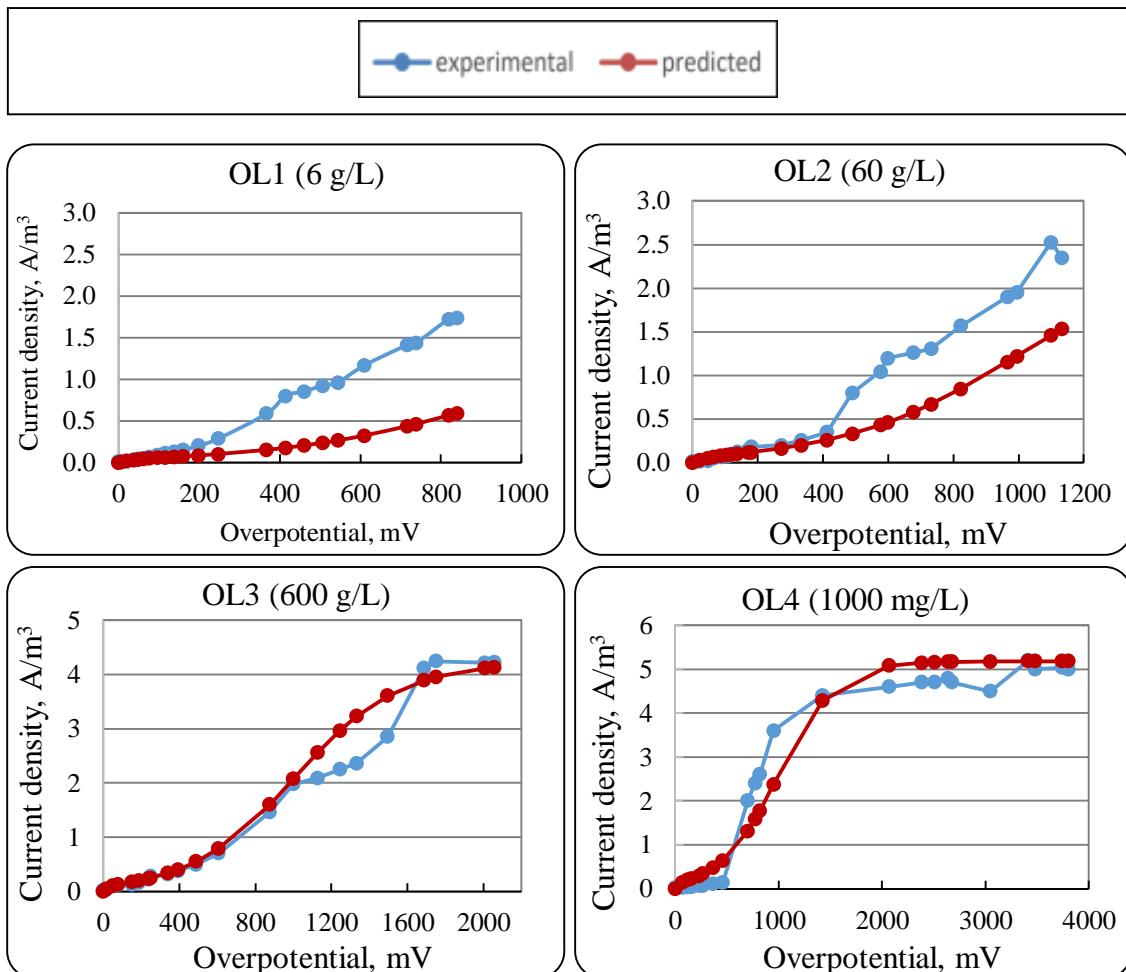 experimental predicted
OL1 (6 g/L)
Current density, A/m³
3.0
2.5
2.0
1.5
1.0
0.5
0.0
0 200 400 600 800 1000
Overpotential, mV
OL2 (60 g/L)
Current density, A/m³
3.0
2.5
2.0
1.5
1.0
0.5
0.0
0 200 400 600 800 1000 1200
Overpotential, mV
OL3 (600 g/L)
Current density, A/m³
5
4
3
2
1
0
0 400 800 1200 1600 2000
Overpotential, mV
OL4 (1000 mg/L)
Current density, A/m³
6
5
4
3
2
1
0
0 1000 2000 3000 4000
Overpotential, mV